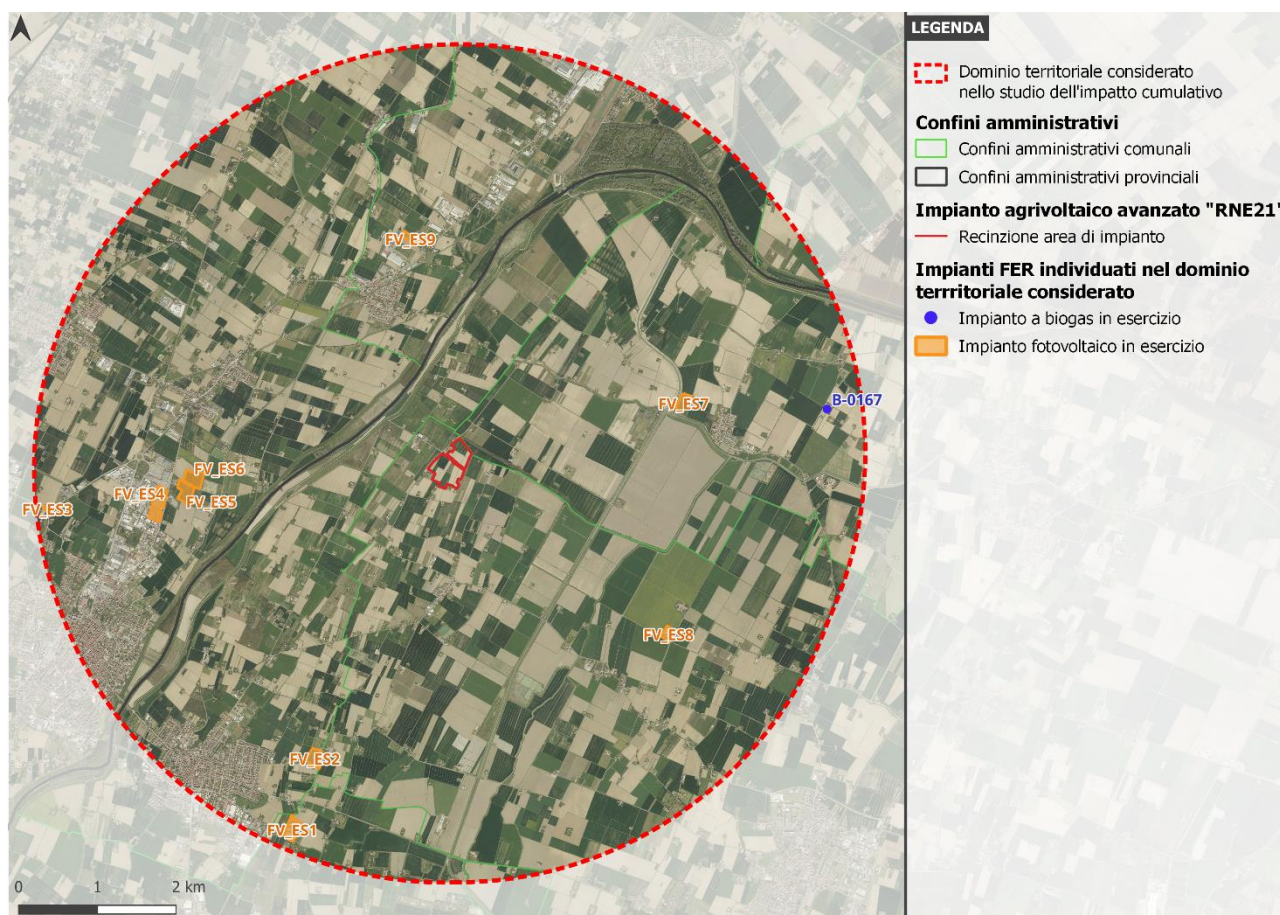 LEGENDA
Dominio territoriale considerato
nello studio dell'impatto cumulativo
Confini amministrativi
Confini amministrativi comunali
Confini amministrativi provinciali
Impianto agrivoltaico avanzato "RNE21"
Recinzione area di impianto
Impianti FER individuati nel dominio
terrritoriale considerato
Impianto a biogas in esercizio
Impianto fotovoltaico in esercizio
FV_ES9
B-0167
FV_ES7
FV_ES6
FV_ES4
FV_ES5
FV_ES3
FV_ES8
FV_ES2
FV_ES1
0 1 2 km